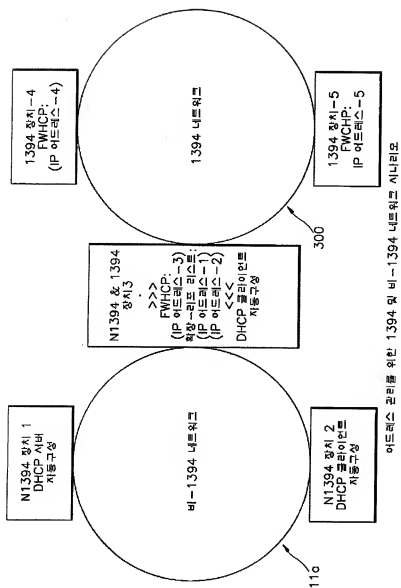 N1394 장치 1
DHCP 서버
자동구성
비-1394 네트워크
N1394 장치 2
DHCP 클라이언트
자동구성
11a
N1394 & 1394
장치3
>>>
FWHCP:
(IP 어드레스-3)
확장-리프 리스트:
(IP 어드레스-1)
(IP 어드레스-2)
<<<
DHCP 클라이언트
자동구성
1394 장치-4
FWHCP:
(IP 어드레스-4)
1394 네트워크
1394 장치-5
FWCHP:
IP 어드레스-5
300
어드레스 관리를 위한 1394 및 비-1394 네트워크 시나리오